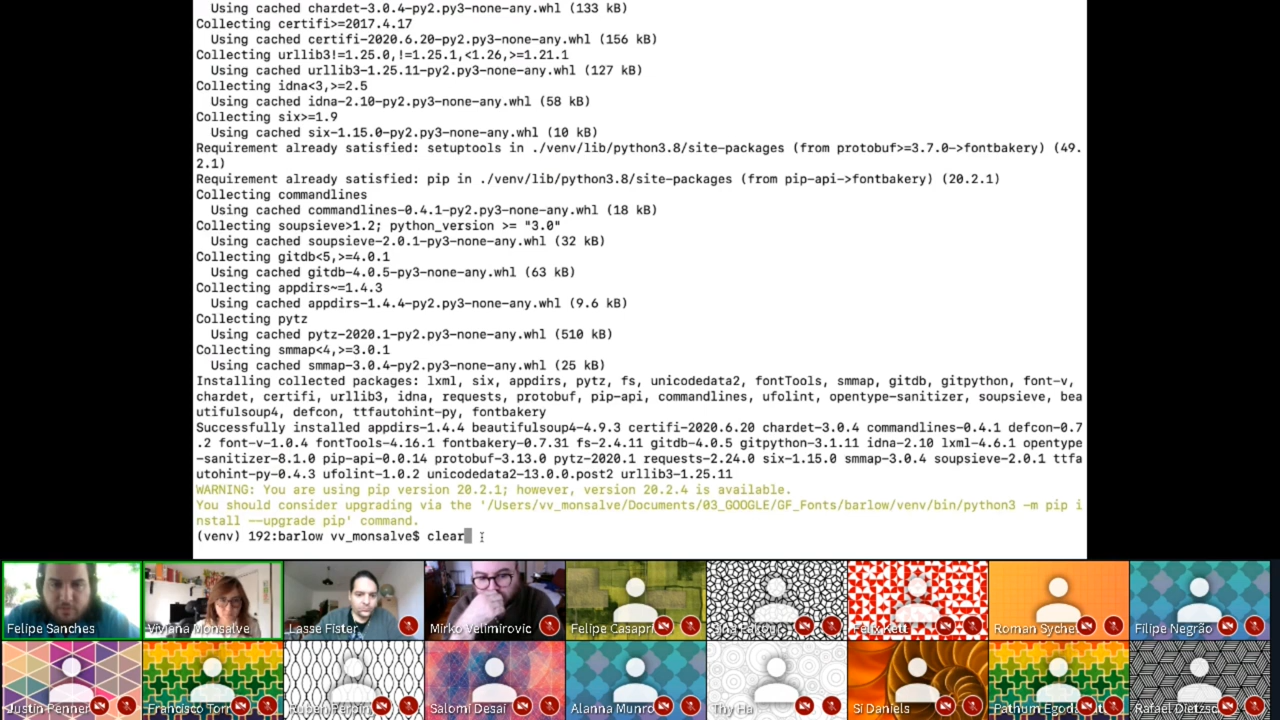 Using cached chardet-3.0.4-py2.py3-none-any.whl (133 kB)
Collecting certifi>=2017.4.17
Using cached certifi-2020.6.20-py2.py3-none-any.whl (156 kB)
Collecting urllib3!=1.25.0,!=1.25.1,<1.26,>=1.21.1
Using cached urllib3-1.25.11-py2.py3-none-any.whl (127 kB)
Collecting idna<3,>=2.5
Using cached idna-2.10-py2.py3-none-any.whl (58 kB)
Collecting six>=1.9
Using cached six-1.15.0-py2.py3-none-any.whl (10 kB)
Requirement already satisfied: setuptools in ./venv/lib/python3.8/site-packages (from protobuf>=3.7.0->fontbakery) (49.
2.1)
Requirement already satisfied: pip in ./venv/lib/python3.8/site-packages (from pip-api->fontbakery) (20.2.1)
Collecting commandlines
Using cached commandlines-0.4.1-py2.py3-none-any.whl (18 kB)
Collecting soupsieve>1.2; python_version >= "3.0"
Using cached soupsieve-2.0.1-py3-none-any.whl (32 kB)
Collecting gitdb<5,>=4.0.1
Using cached gitdb-4.0.5-py3-none-any.whl (63 kB)
Collecting appdirs~=1.4.3
Using cached appdirs-1.4.4-py2.py3-none-any.whl (9.6 kB)
Collecting pytz
Using cached pytz-2020.1-py2.py3-none-any.whl (510 kB)
Collecting smmap<4,>=3.0.1
Using cached smmap-3.0.4-py2.py3-none-any.whl (25 kB)
Installing collected packages: lxml, six, appdirs, pytz, fs, unicodedata2, fontTools, smmap, gitdb, gitpython, font-v,
chardet, certifi, urllib3, idna, requests, protobuf, pip-api, commandlines, ufolint, opentype-sanitizer, soupsieve, bea
utifulsoup4, defcon, ttfautohint-py, fontbakery
Successfully installed appdirs-1.4.4 beautifulsoup4-4.9.3 certifi-2020.6.20 chardet-3.0.4 commandlines-0.4.1 defcon-0.7
.2 font-v-1.0.4 fontTools-4.16.1 fontbakery-0.7.31 fs-2.4.11 gitdb-4.0.5 gitpython-3.1.11 idna-2.10 lxml-4.6.1 opentype
-sanitizer-8.1.0 pip-api-0.0.14 protobuf-3.13.0 pytz-2020.1 requests-2.24.0 six-1.15.0 smmap-3.0.4 soupsieve-2.0.1 ttfa
utohint-py-0.4.3 ufolint-1.0.2 unicodedata2-13.0.0.post2 urllib3-1.25.11
WARNING: You are using pip version 20.2.1; however, version 20.2.4 is available.
You should consider upgrading via the '/Users/vv_monsalve/Documents/03_GOOGLE/GF_Fonts/barlow/venv/bin/python3 -m pip i
nstall --upgrade pip' command.
(venv) 192:barlow vv_monsalve$ clear
Felipe Sanches
Viviana Monsalve
Lasse Fister
Mirko Velimirovic
Felipe Casapri
Felix Kett
Roman Syche
Filipe Negrão
Justin Penner
Francisco Torr
Salomi Desai
Alanna Munro
Thy Ha
Si Daniels
Pathum Egod
Rafael Dietzsc